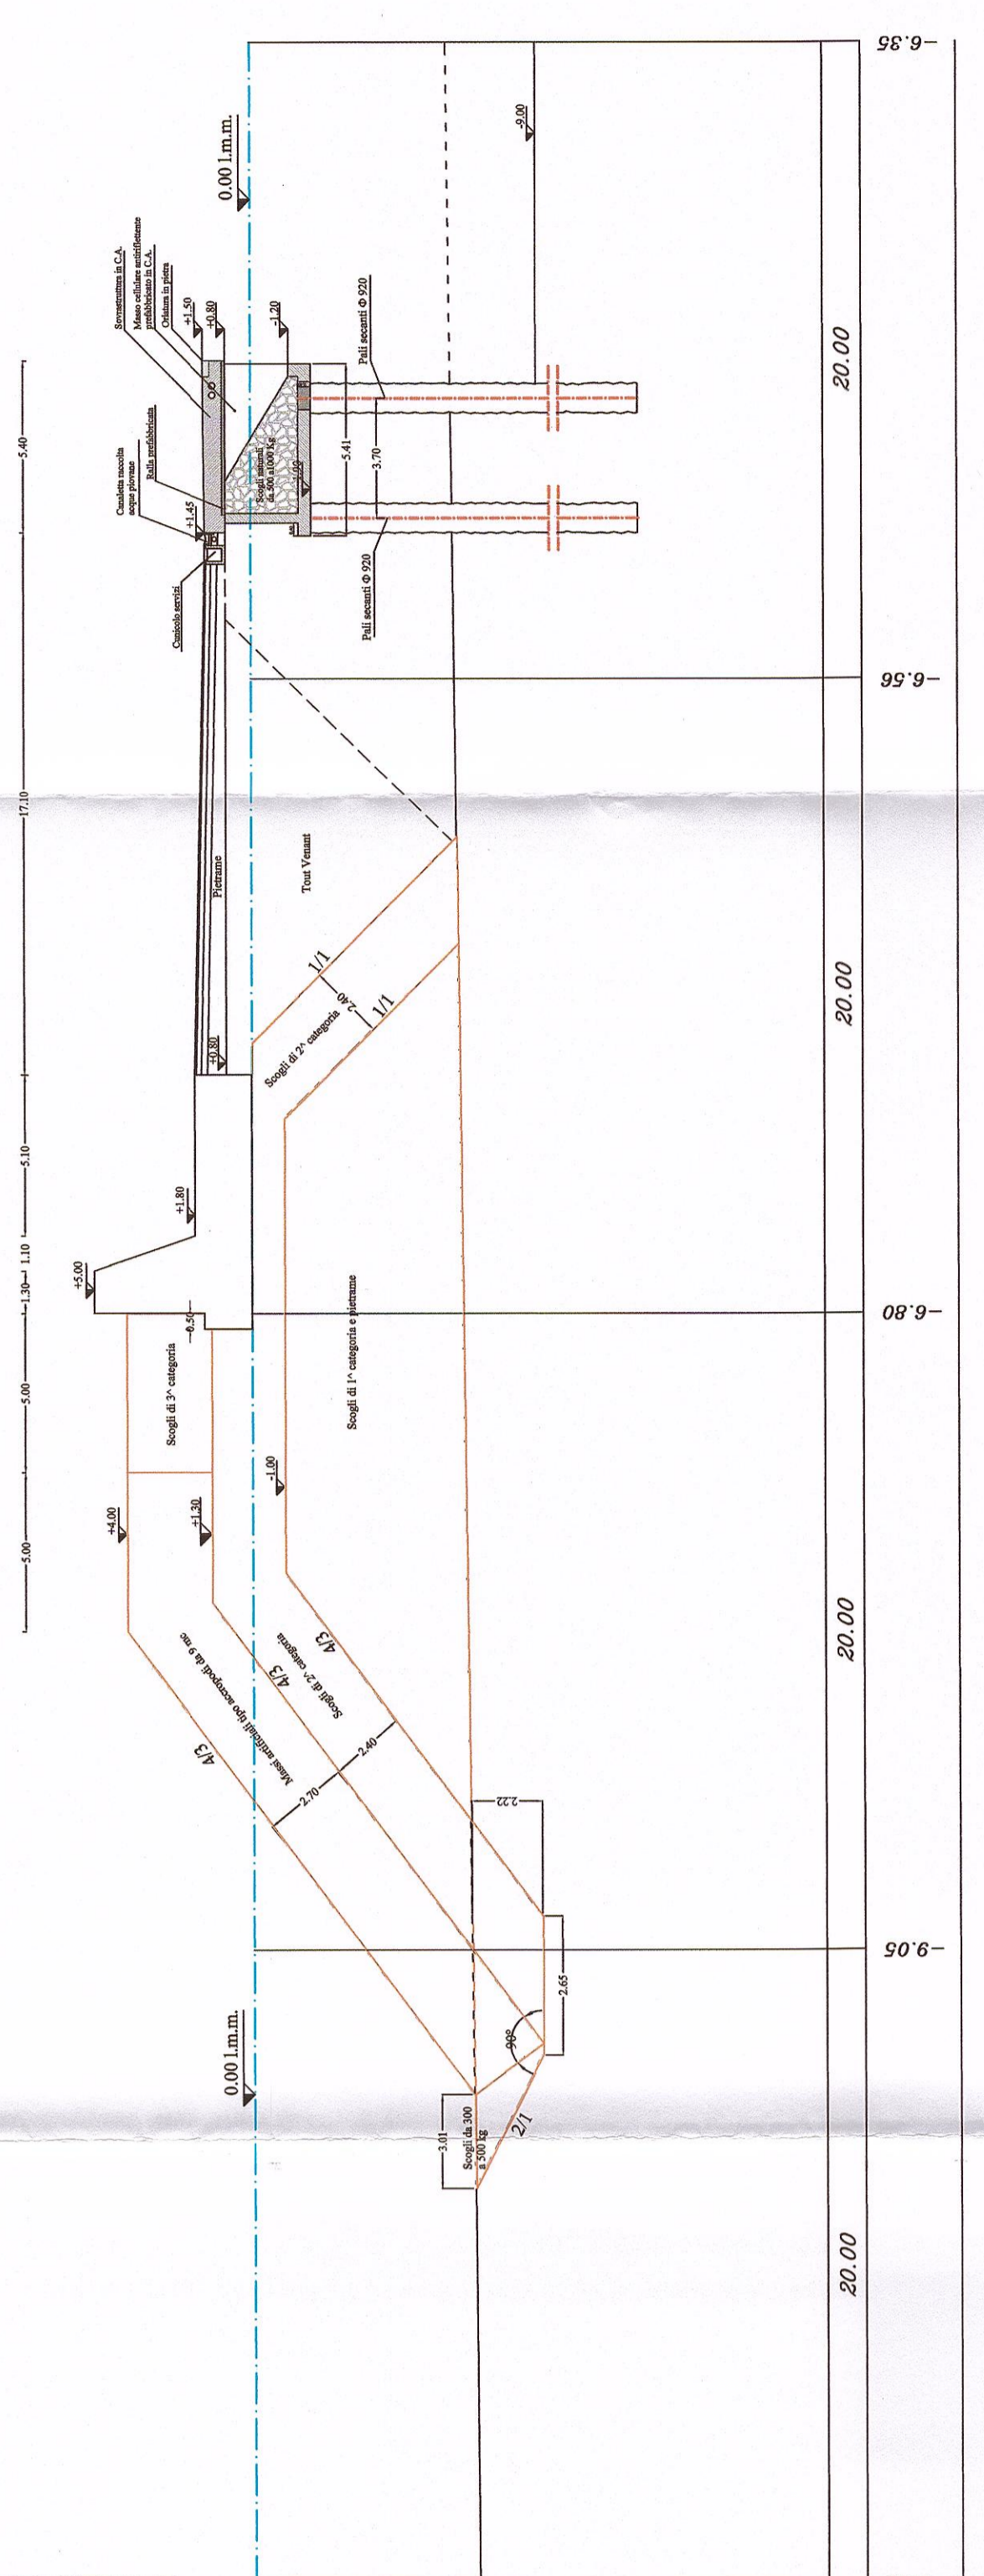 5.00
5.00
1.30
1.10
5.10
17.10
5.40
+5.00
+4.00
Scogli di 3^ categoria
-0.50
+1.80
+1.30
Massi artificiali tipo accropodi da 9 mc
4/3
4/3
4/3
2.70
2.40
Scogli di 2^ categoria
-1.00
Scogli di 1^ categoria e pietrame
+0.80
Pietrame
Scogli di 2^ categoria
1/1
2.40
1/1
Tout Venant
Cunicolo servizi
Canaletta raccolta
acque piovane
+1.45
Ralla prefabbricata
Sovrastruttura in C.A.
Masso cellulare antiriflettente
prefabbricato in C.A.
Orlatura in pietra
+1.50
+0.80
-1.20
Scogli naturali
da 500 a1000 Kg
5.41
3.70
Pali secanti Φ 920
Pali secanti Φ 920
0.00 l.m.m.
-9.00
0.00 l.m.m.
3.01
Scogli da 300
a 500 kg
2/1
90°
2.65
2.22
20.00
20.00
20.00
20.00
-9.05
-6.80
-6.56
-6.35